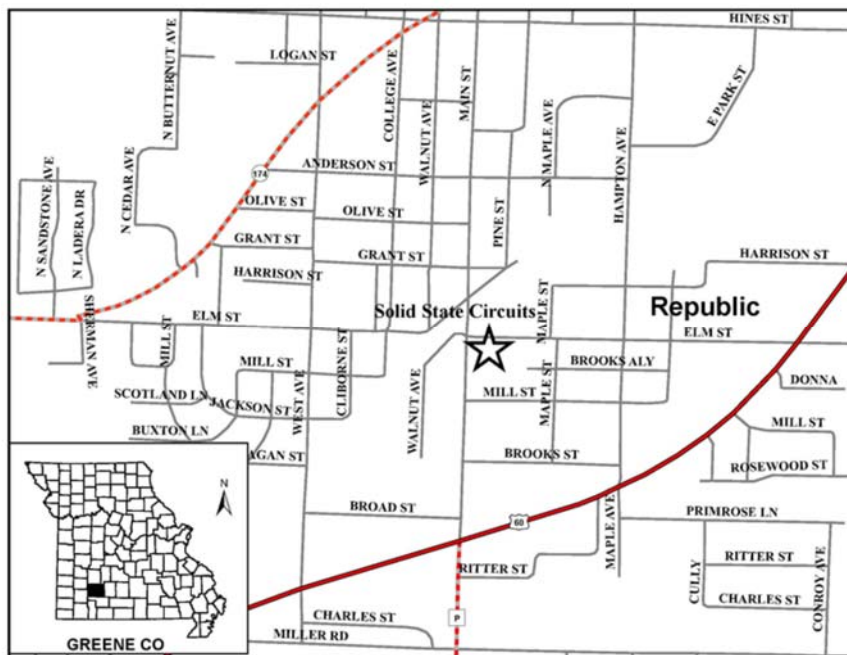 HINES ST
N BUTTERNUT AVE
LOGAN ST
COLLEGE AVE
MAIN ST
E PARK ST
WALNUT AVE
N MAPLE AVE
HAMPTON AVE
N SANDSTONE AVE
N LADERA DR
N CEDAR AVE
174
ANDERSON ST
OLIVE ST
OLIVE ST
PINE ST
GRANT ST
GRANT ST
HARRISON ST
HARRISON ST
SHERMAN AVE
ELM ST
Solid State Circuits
MAPLE ST
Republic
ELM ST
MILL ST
MILL ST
CLIBORNE ST
WALNUT AVE
BROOKS ALY
DONNA
SCOTLAND LN
JACKSON ST
WEST AVE
MILL ST
MAPLE ST
MILL ST
BUXTON LN
AGAN ST
BROOKS ST
ROSEWOOD ST
BROAD ST
60
MAPLE AVE
PRIMROSE LN
RITTER ST
CULLY
RITTER ST
CONROY AVE
P
CHARLES ST
CHARLES ST
MILLER RD
N
GREENE CO